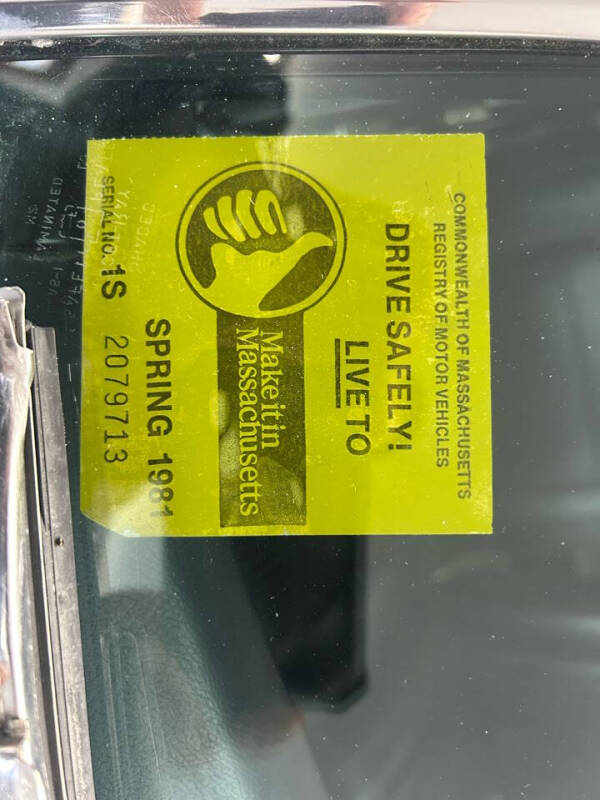 COMMONWEALTH OF MASSACHUSETTS
REGISTRY OF MOTOR VEHICLES
DRIVE SAFELY!
LIVE TO
Make it in
Massachusetts
SPRING 1981
SERIAL NO. 1S 2079713